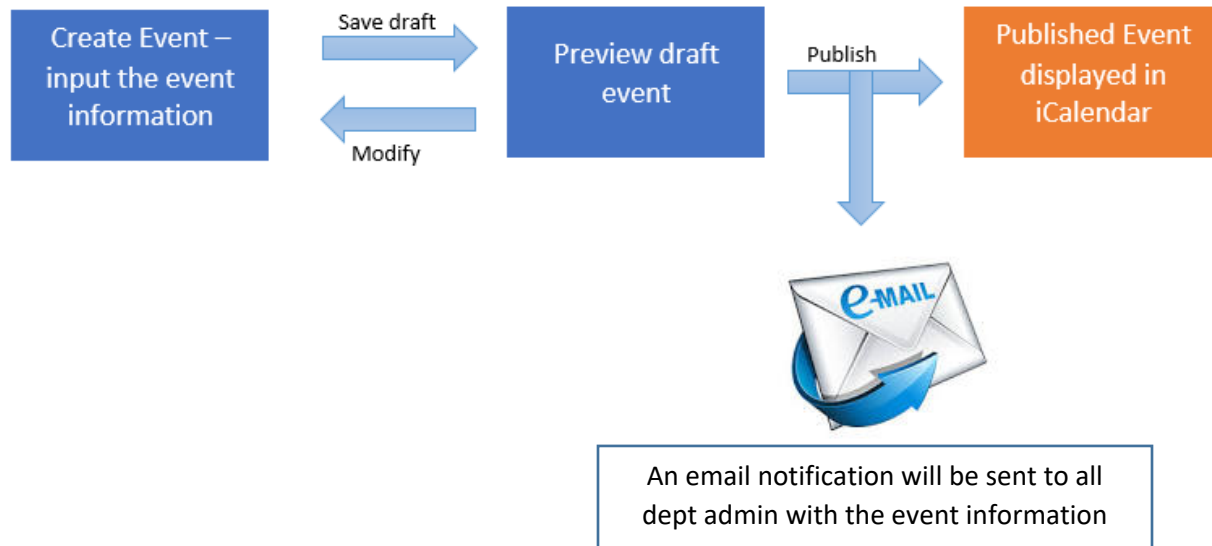 Create Event –
input the event
information
Save draft
Modify
Preview draft
event
Publish
Published Event
displayed in
iCalendar
e-MAIL
An email notification will be sent to all
dept admin with the event information